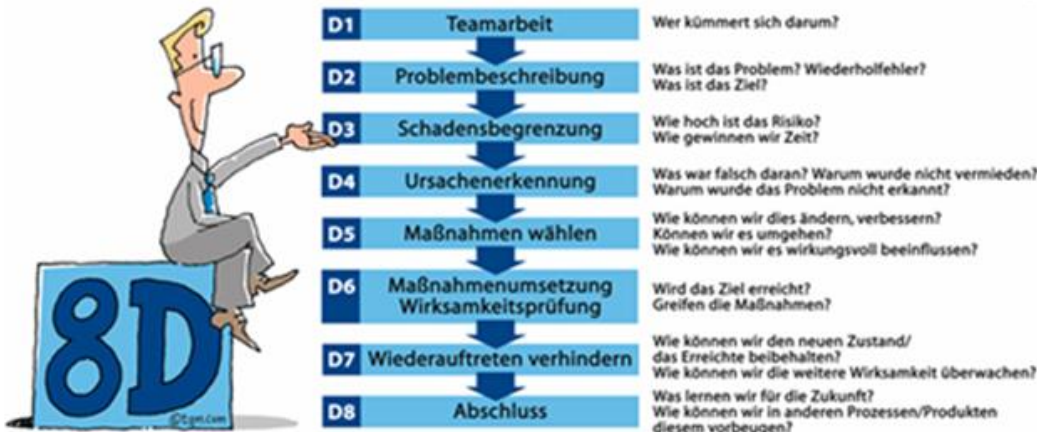 D1 Teamarbeit Wer kümmert sich darum?
D2 Problembeschreibung Was ist das Problem? Wiederholfehler?
Was ist das Ziel?
D3 Schadensbegrenzung Wie hoch ist das Risiko?
Wie gewinnen wir Zeit?
D4 Ursachenerkennung Was war falsch daran? Warum wurde nicht vermieden?
Warum wurde das Problem nicht erkannt?
D5 Maßnahmen wählen Wie können wir dies ändern, verbessern?
Können wir es umgehen?
Wie können wir es wirkungsvoll beeinflussen?
D6 Maßnahmenumsetzung Wird das Ziel erreicht?
Wirksamkeitsprüfung Greifen die Maßnahmen?
D7 Wiederauftreten verhindern Wie können wir den neuen Zustand/
das Erreichte beibehalten?
Wie können wir die weitere Wirksamkeit überwachen?
D8 Abschluss Was lernen wir für die Zukunft?
Wie können wir in anderen Prozessen/Produkten
diesem vorbeugen?
8D
©tqm.com